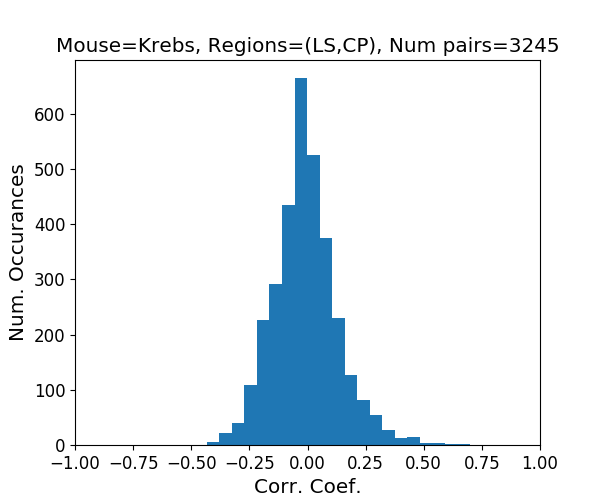 Mouse=Krebs, Regions=(LS,CP), Num pairs=3245
Num. Occurances
600
500
400
300
200
100
0
−1.00 −0.75 −0.50 −0.25 0.00 0.25 0.50 0.75 1.00
Corr. Coef.